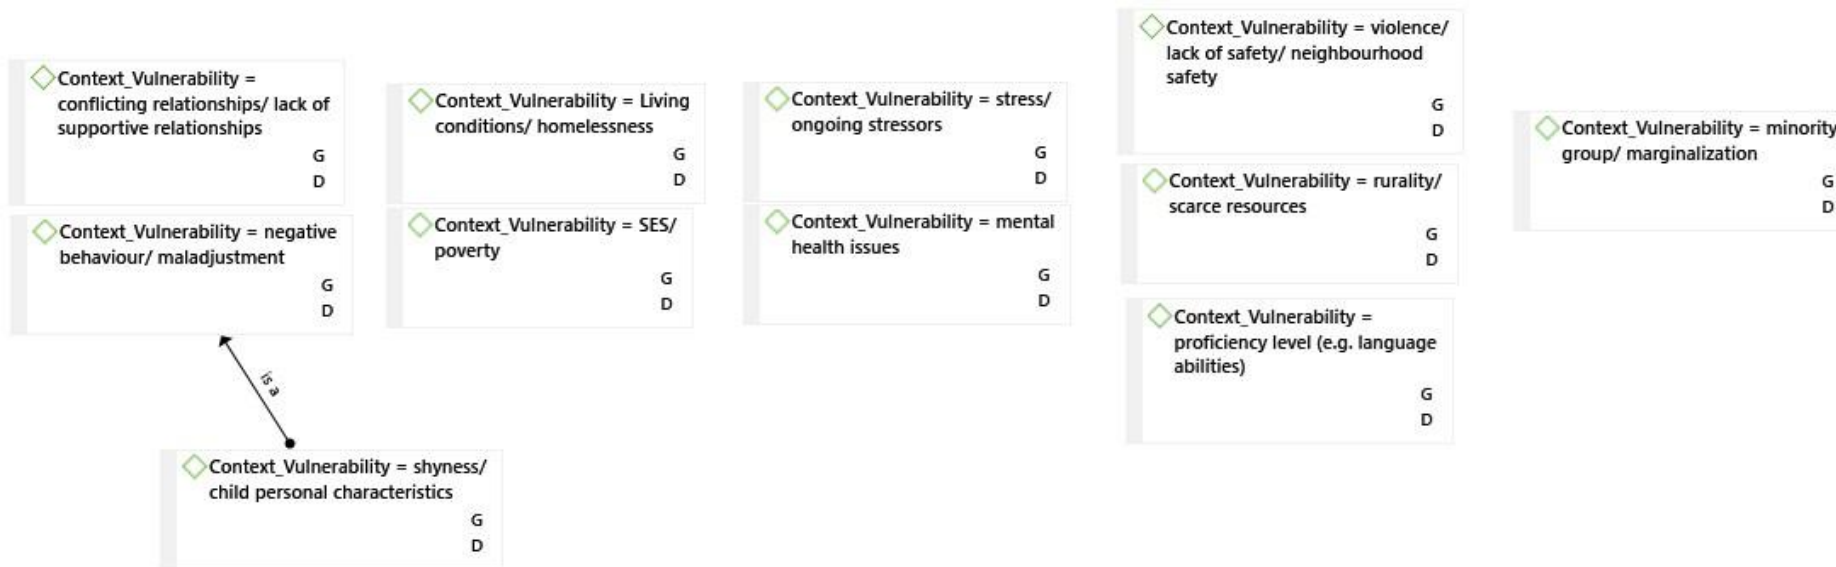 Context_Vulnerability =
conflicting relationships/ lack of
supportive relationships
G
D
Context_Vulnerability = negative
behaviour/ maladjustment
G
D
is a
Context_Vulnerability = shyness/
child personal characteristics
G
D
Context_Vulnerability = Living
conditions/ homelessness
G
D
Context_Vulnerability = SES/
poverty
G
D
Context_Vulnerability = stress/
ongoing stressors
G
D
Context_Vulnerability = mental
health issues
G
D
Context_Vulnerability = violence/
lack of safety/ neighbourhood
safety
G
D
Context_Vulnerability = rurality/
scarce resources
G
D
Context_Vulnerability =
proficiency level (e.g. language
abilities)
G
D
Context_Vulnerability = minority
group/ marginalization
G
D